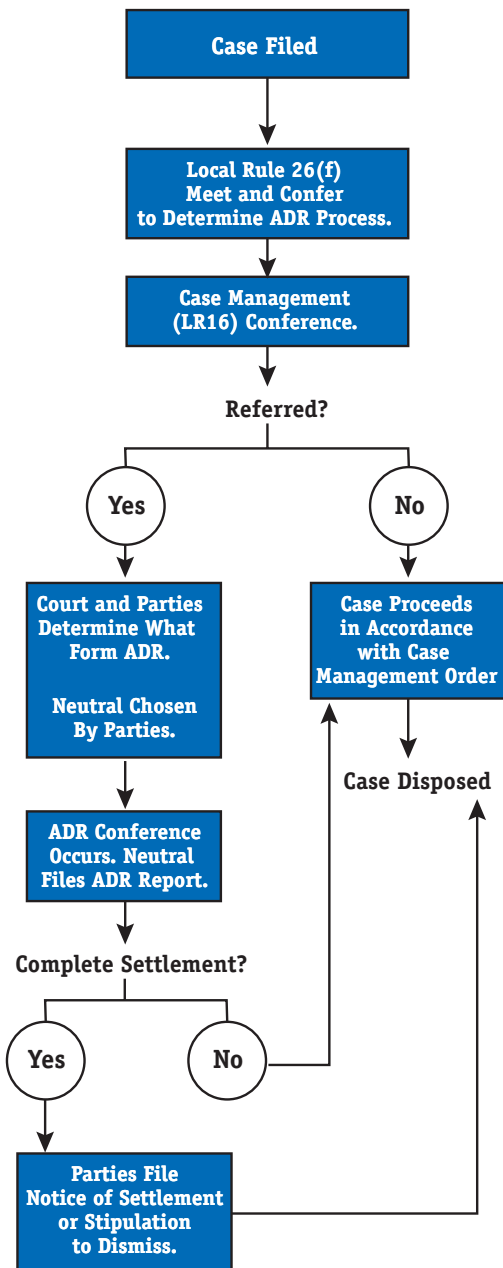 Case Filed
Local Rule 26(f)
Meet and Confer
to Determine ADR Process.
Case Management
(LR16) Conference.
Referred?
Yes
No
Court and Parties
Determine What
Form ADR.
Neutral Chosen
By Parties.
Case Proceeds
in Accordance
with Case
Management Order
Case Disposed
ADR Conference
Occurs. Neutral
Files ADR Report.
Complete Settlement?
Yes
No
Parties File
Notice of Settlement
or Stipulation
to Dismiss.